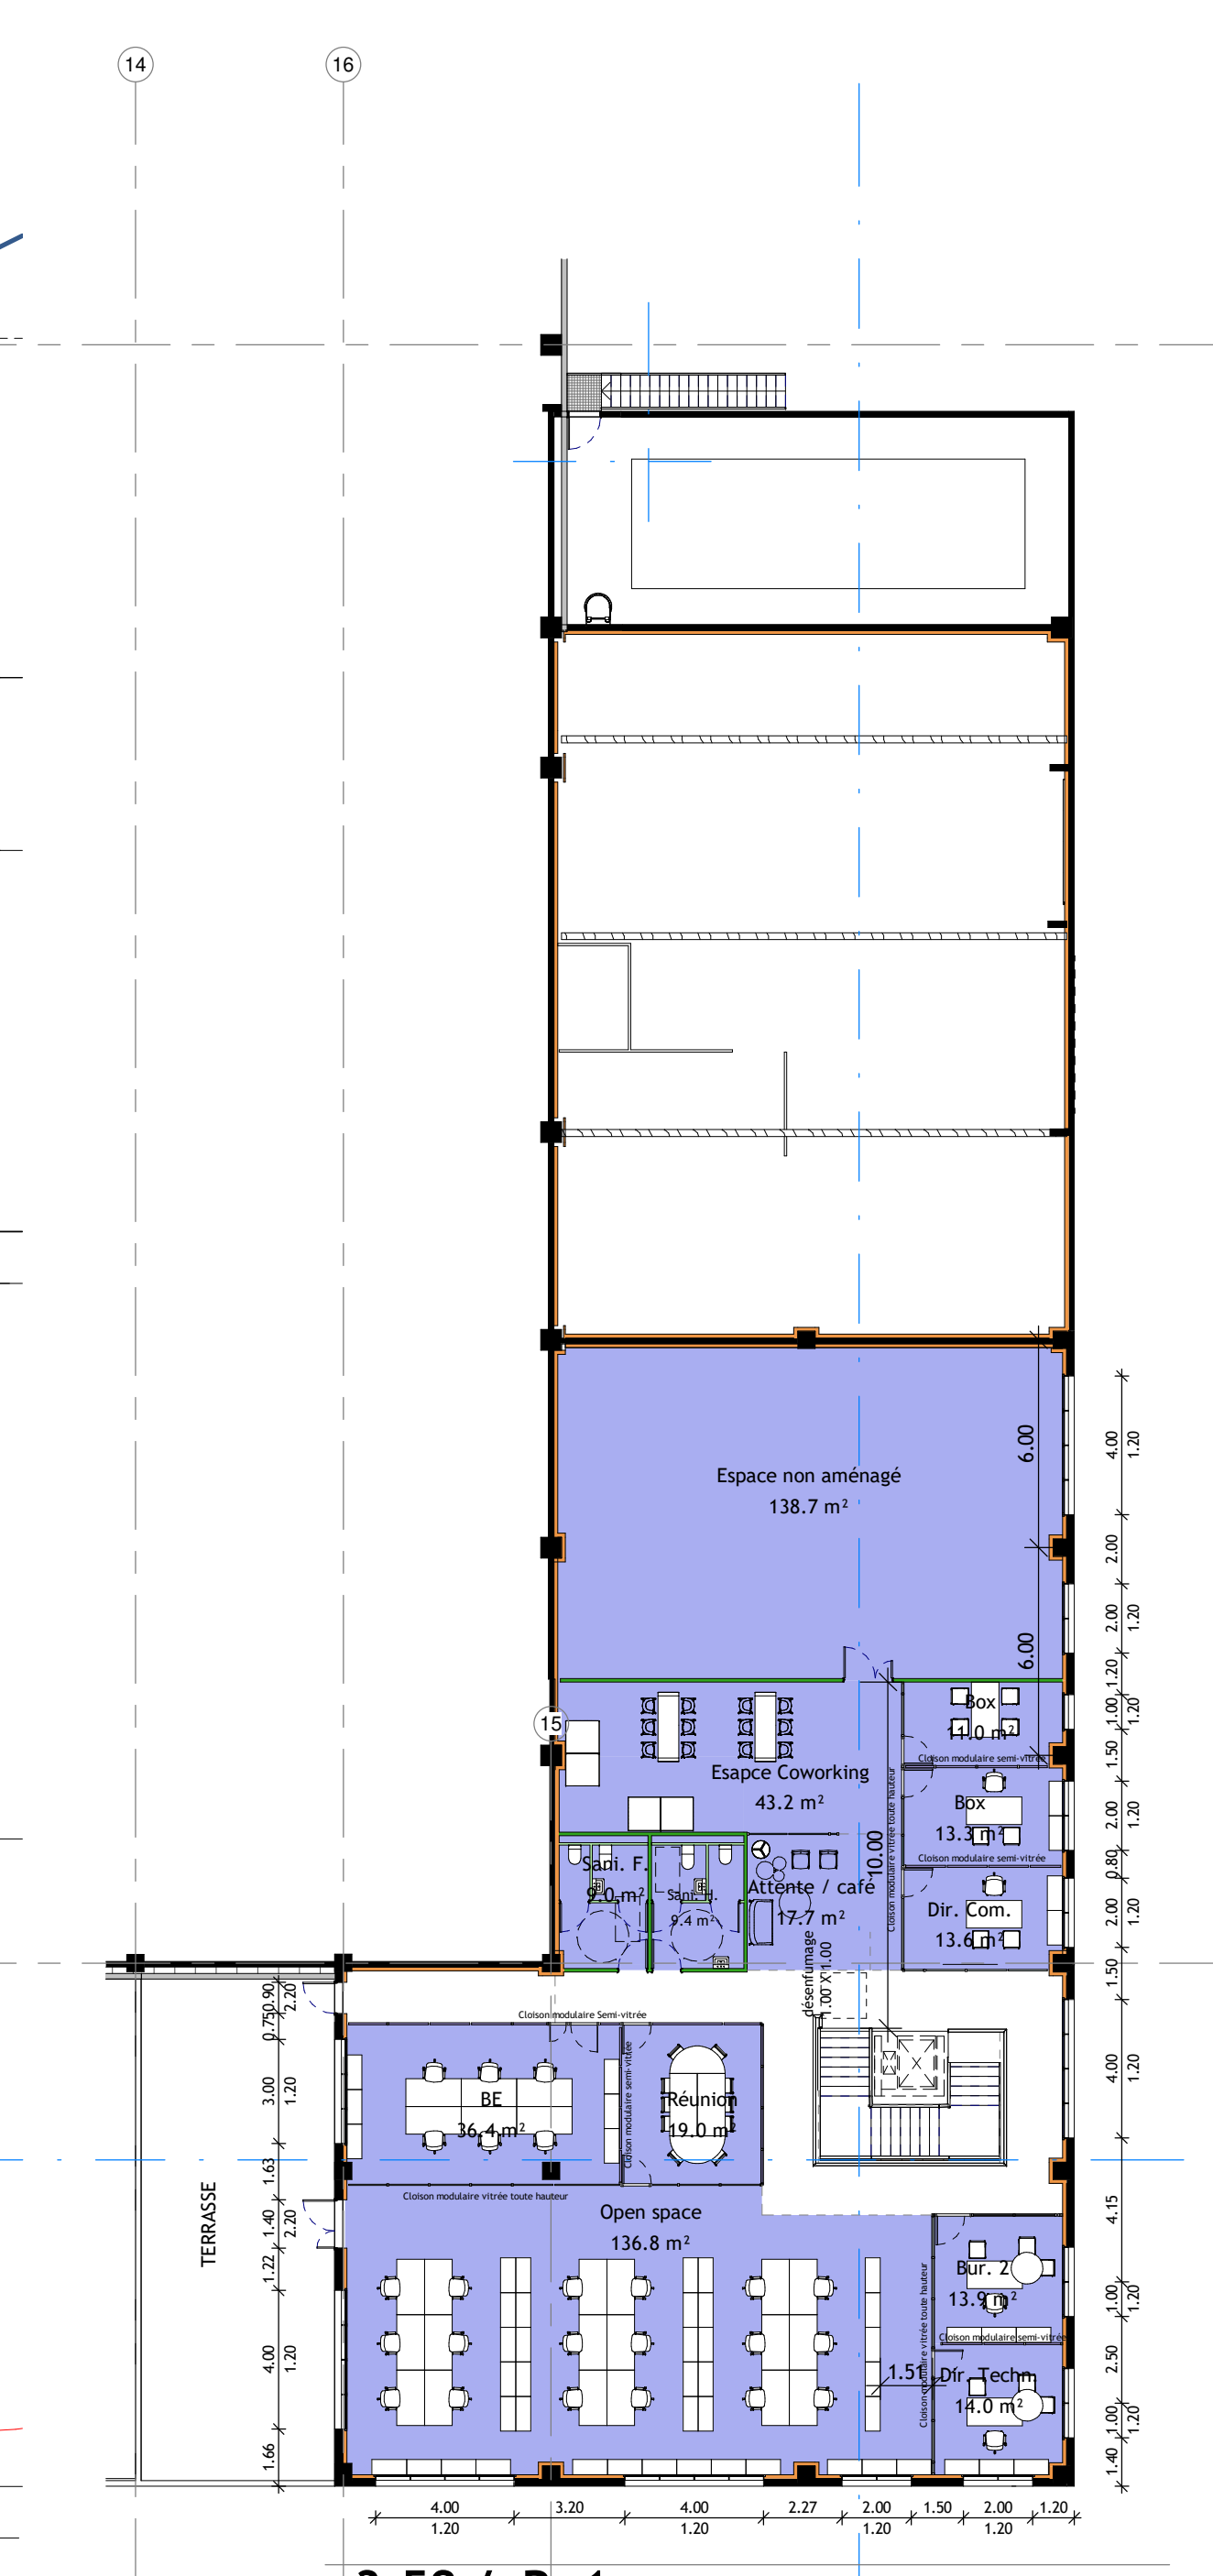 14
16
Espace non aménagé
138.7 m²
6.00
4.00
1.20
2.00
2.00
1.20
6.00
1.20
1.00
1.20
1.50
2.00
1.20
0.80
2.00
1.20
1.50
4.00
1.20
4.15
1.00
1.20
2.50
1.00
1.20
1.40
15
Box
11.0 m²
Cloison modulaire semi-vitrée
Esapce Coworking
43.2 m²
Cloison modulaire vitrée toute hauteur
10.00
Box
13.3 m²
Cloison modulaire semi-vitrée
Sani. F.
9.0 m²
Sani. H.
9.4 m²
Attente / café
17.7 m²
Dir. Com.
13.6 m²
désenfumage
1.00 X 1.00
Cloison modulaire Semi-vitrée
0.90
2.20
0.75
3.00
1.20
1.63
1.40
2.20
1.22
4.00
1.20
1.66
TERRASSE
BE
36.4 m²
Cloison modulaire semi-vitrée
Réunion
19.0 m²
Cloison modulaire vitrée toute hauteur
Open space
136.8 m²
Cloison modulaire vitrée toute hauteur
Bur. 2
13.9 m²
Cloison modulaire semi-vitrée
1.51
Dir. Techn.
14.0 m²
4.00
1.20
3.20
4.00
1.20
2.27
2.00
1.20
1.50
2.00
1.20
1.20